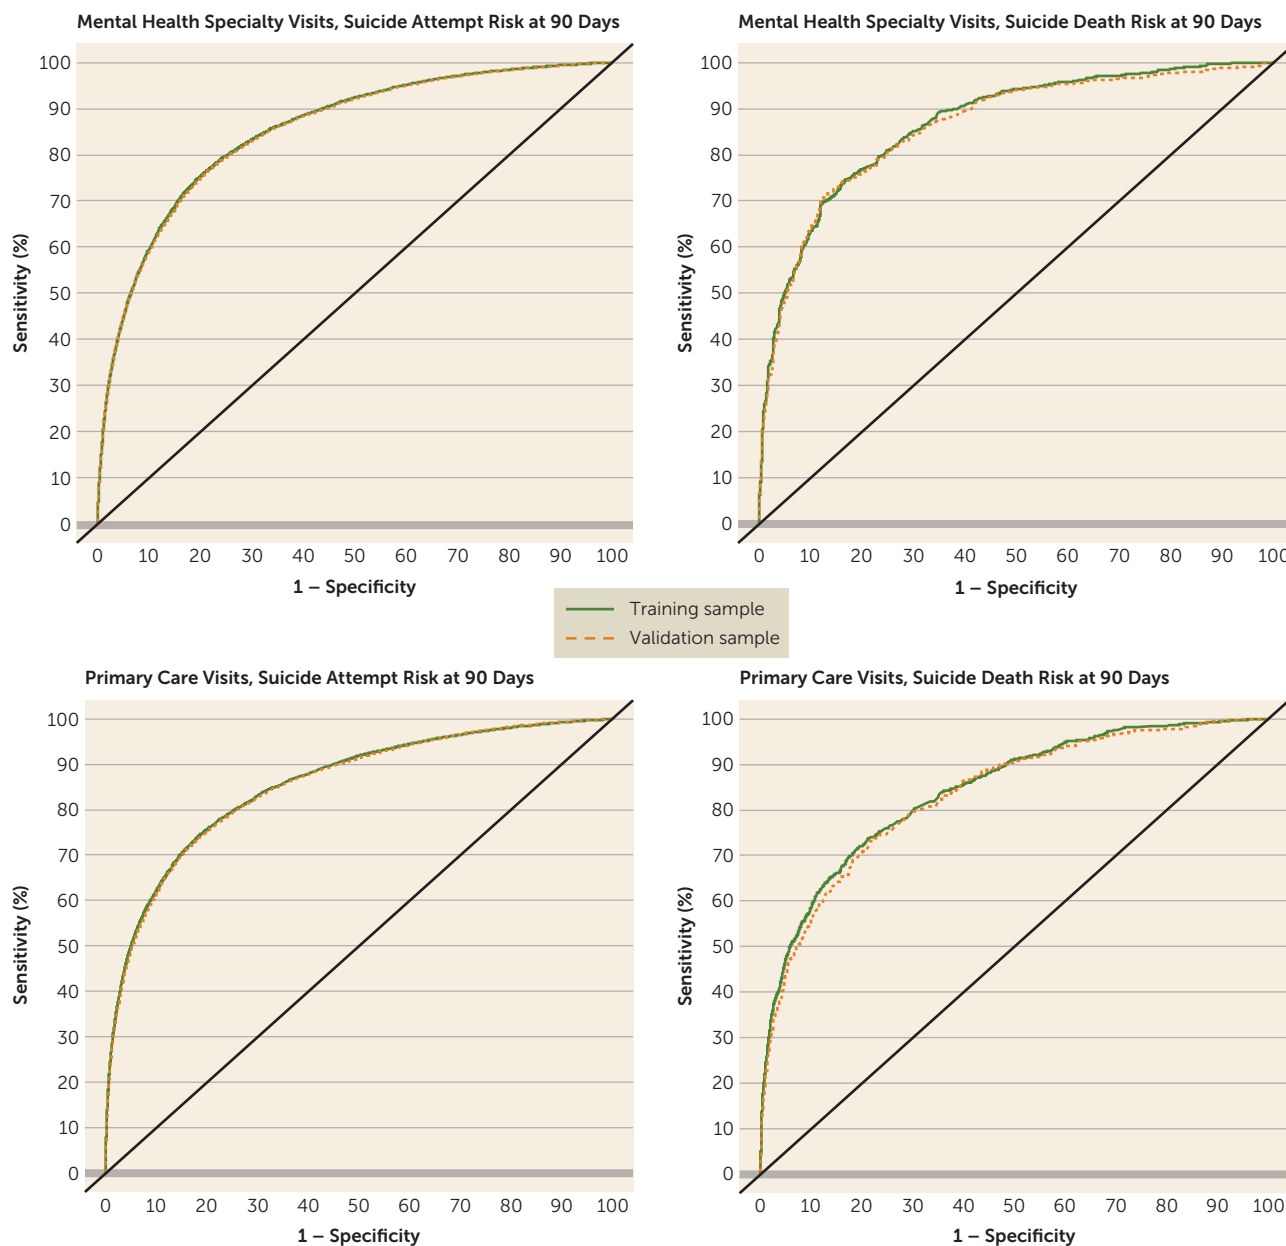 Mental Health Specialty Visits, Suicide Attempt Risk at 90 Days
100
90
80
70
60
50
40
30
20
10
0
Sensitivity (%)
0 10 20 30 40 50 60 70 80 90 100
1 – Specificity
Mental Health Specialty Visits, Suicide Death Risk at 90 Days
100
90
80
70
60
50
40
30
20
10
0
Sensitivity (%)
0 10 20 30 40 50 60 70 80 90 100
1 – Specificity
Training sample
Validation sample
Primary Care Visits, Suicide Attempt Risk at 90 Days
100
90
80
70
60
50
40
30
20
10
0
Sensitivity (%)
0 10 20 30 40 50 60 70 80 90 100
1 – Specificity
Primary Care Visits, Suicide Death Risk at 90 Days
100
90
80
70
60
50
40
30
20
10
0
Sensitivity (%)
0 10 20 30 40 50 60 70 80 90 100
1 – Specificity